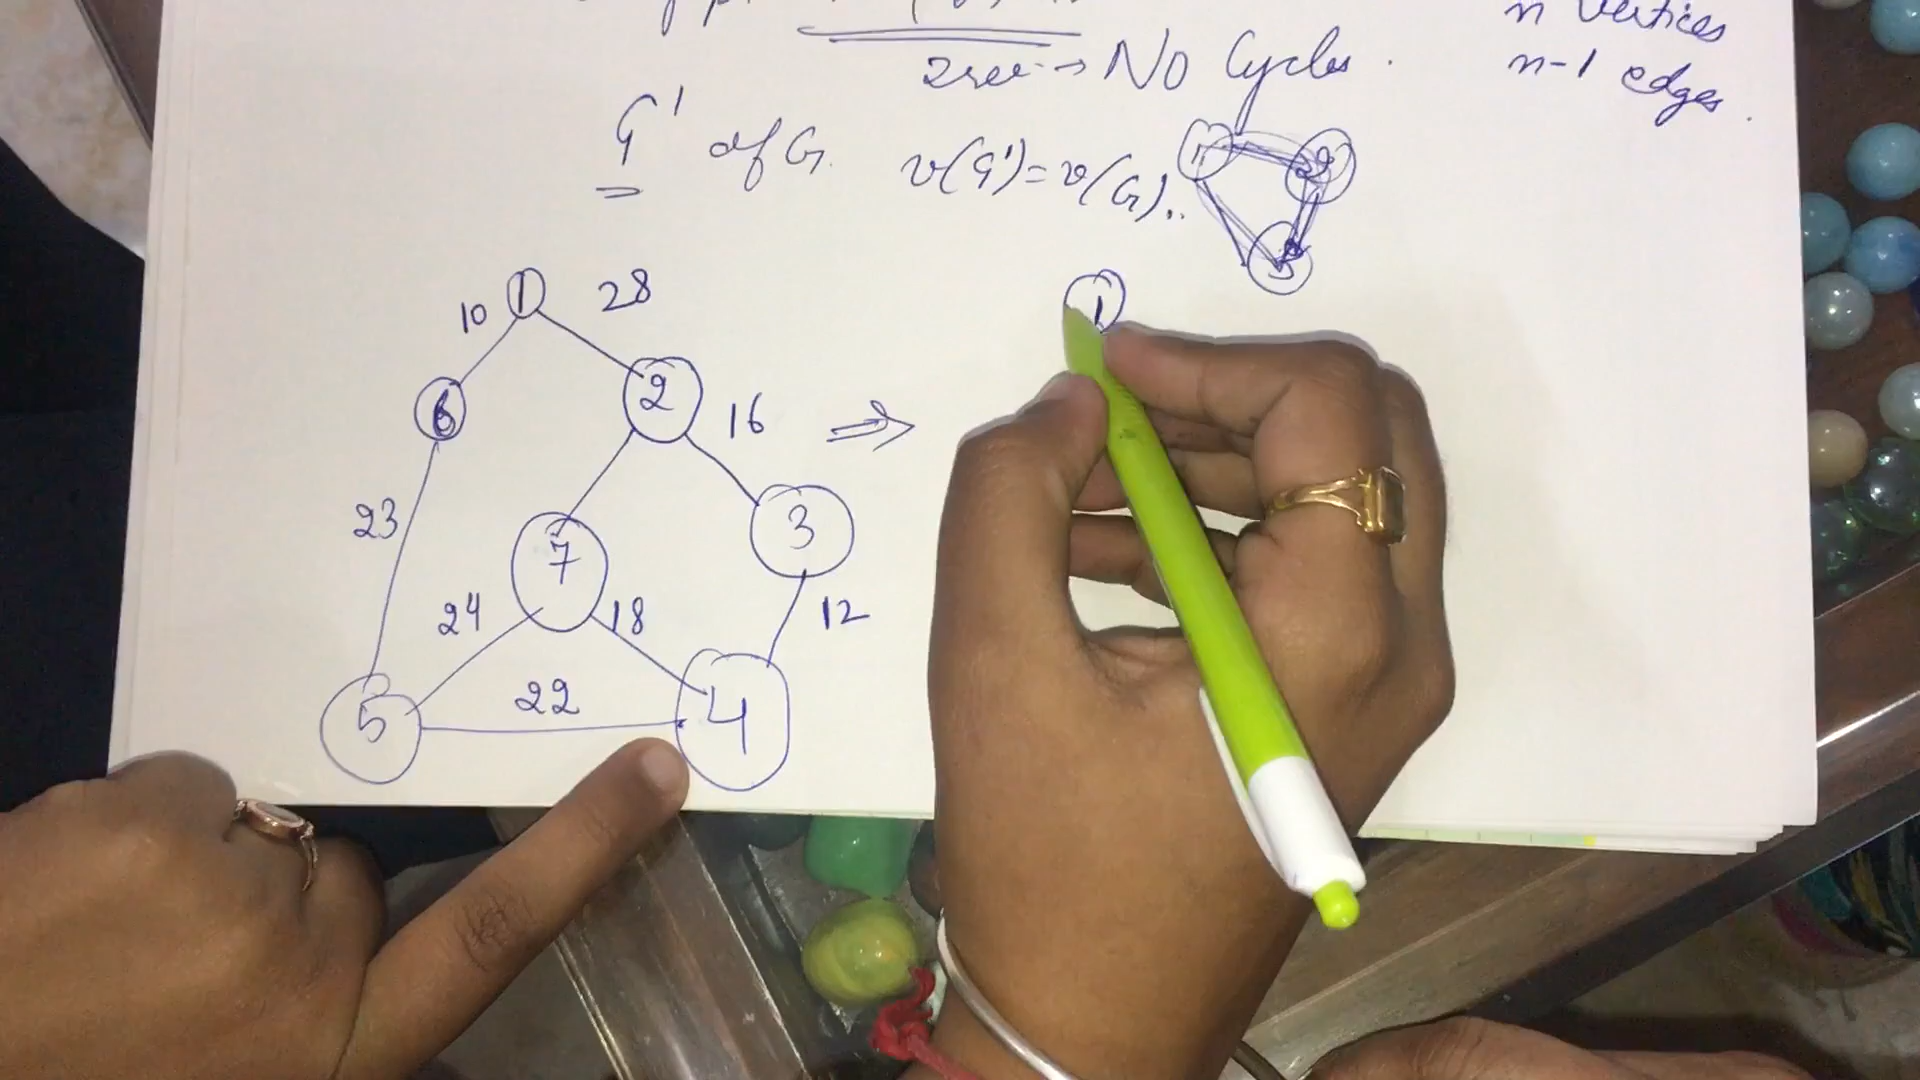 n vertices
n-1 edges.
→ No Cycles.
G' of G. v(G') = v(G)..
1 2 3
1 28
10
6 2 16 ⇒ 1
23 7 3
24 18 12
5 22 4